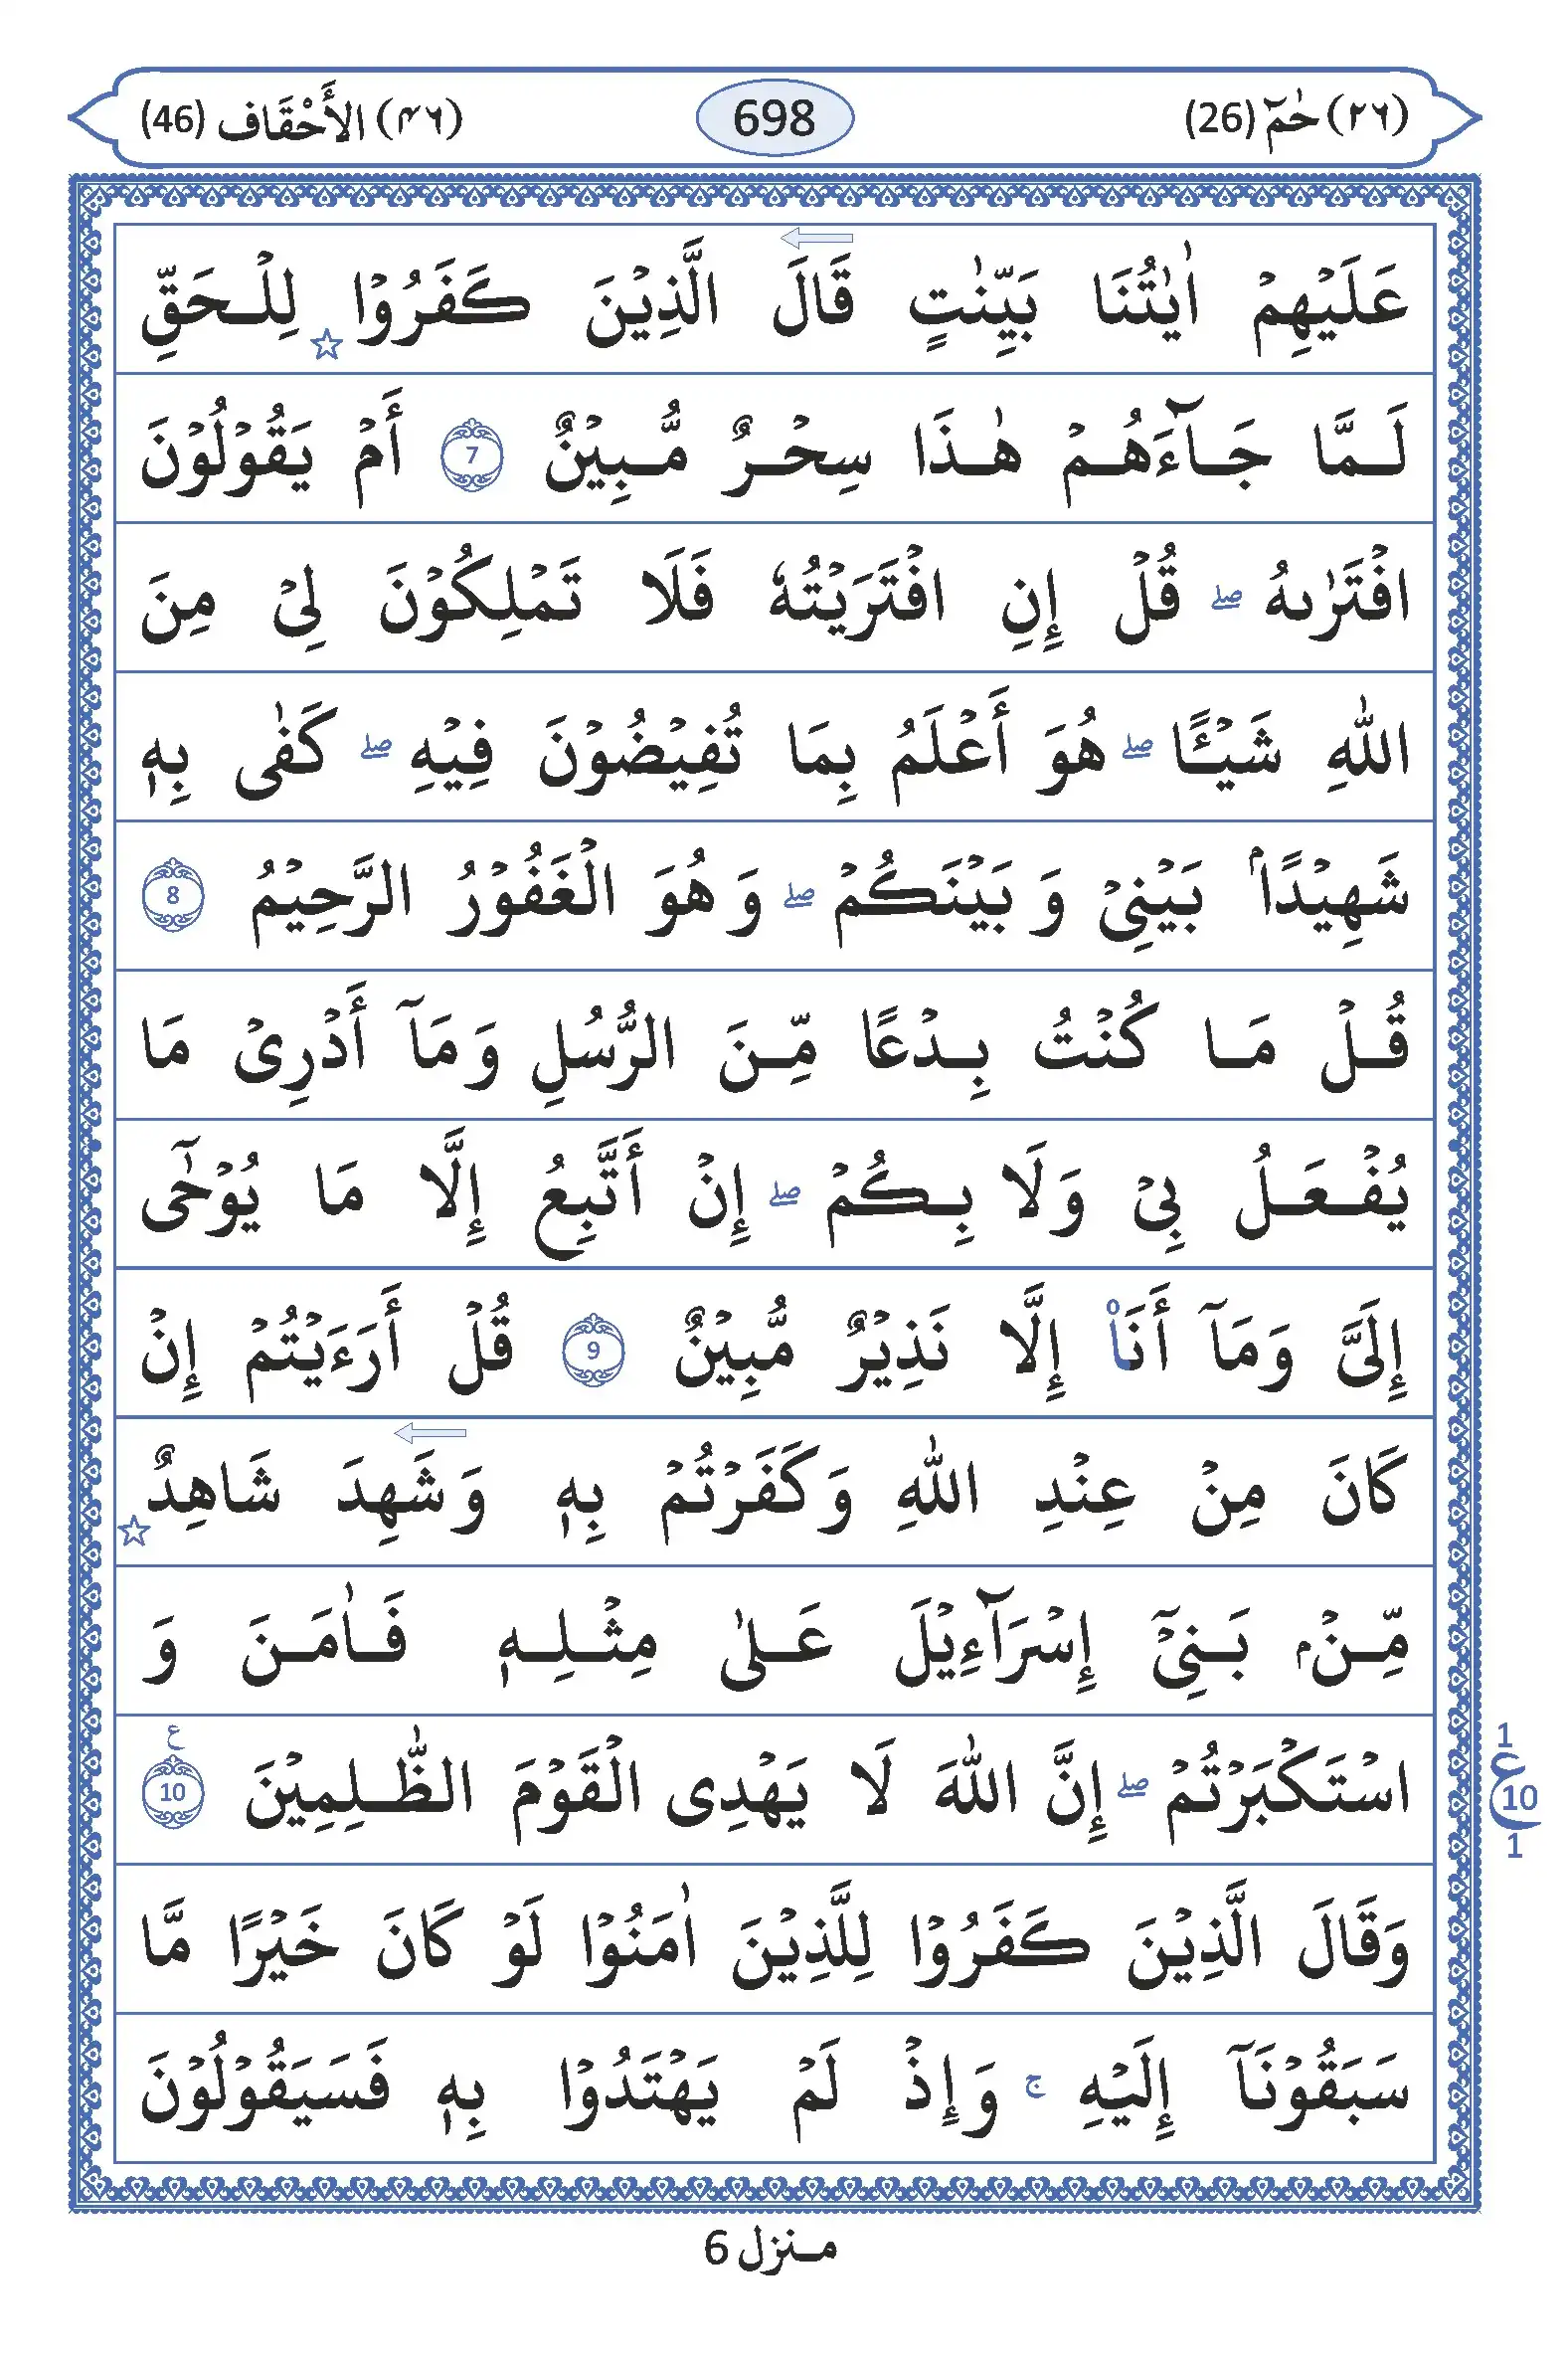 (٢٦) حٰمٓ (26) 698 (٤٦) الأَحْقَاف (46)
عَلَيْهِمْ اٰيٰتُنَا بَيِّنٰتٍ قَالَ الَّذِيْنَ كَفَرُوْا لِلْحَقِّ
لَمَّا جَآءَهُمْ هٰذَا سِحْرٌ مُّبِيْنٌ 7 أَمْ يَقُوْلُوْنَ
افْتَرٰىهُ ۖ قُلْ إِنِ افْتَرَيْتُهٗ فَلَا تَمْلِكُوْنَ لِيْ مِنَ
اللّٰهِ شَيْـًٔا ۖ هُوَ أَعْلَمُ بِمَا تُفِيْضُوْنَ فِيْهِ ۖ كَفٰى بِهٖ
شَهِيْدًاۢ بَيْنِيْ وَ بَيْنَكُمْ ۖ وَ هُوَ الْغَفُوْرُ الرَّحِيْمُ 8
قُلْ مَا كُنْتُ بِدْعًا مِّنَ الرُّسُلِ وَ مَآ أَدْرِيْ مَا
يُفْعَلُ بِيْ وَلَا بِكُمْ ۖ إِنْ أَتَّبِعُ إِلَّا مَا يُوْحٰٓى
إِلَيَّ وَمَآ أَنَا۠ إِلَّا نَذِيْرٌ مُّبِيْنٌ 9 قُلْ أَرَءَيْتُمْ إِنْ
كَانَ مِنْ عِنْدِ اللّٰهِ وَكَفَرْتُمْ بِهٖ وَشَهِدَ شَاهِدٌ
مِّنْۢ بَنِيْٓ إِسْرَآءِيْلَ عَلٰى مِثْلِهٖ فَاٰمَنَ وَ
اسْتَكْبَرْتُمْ ۖ إِنَّ اللّٰهَ لَا يَهْدِى الْقَوْمَ الظّٰلِمِيْنَ 10 ع
1 ع 10 1
وَقَالَ الَّذِيْنَ كَفَرُوْا لِلَّذِيْنَ اٰمَنُوْا لَوْ كَانَ خَيْرًا مَّا
سَبَقُوْنَآ إِلَيْهِ ۚ وَإِذْ لَمْ يَهْتَدُوْا بِهٖ فَسَيَقُوْلُوْنَ
منزل 6